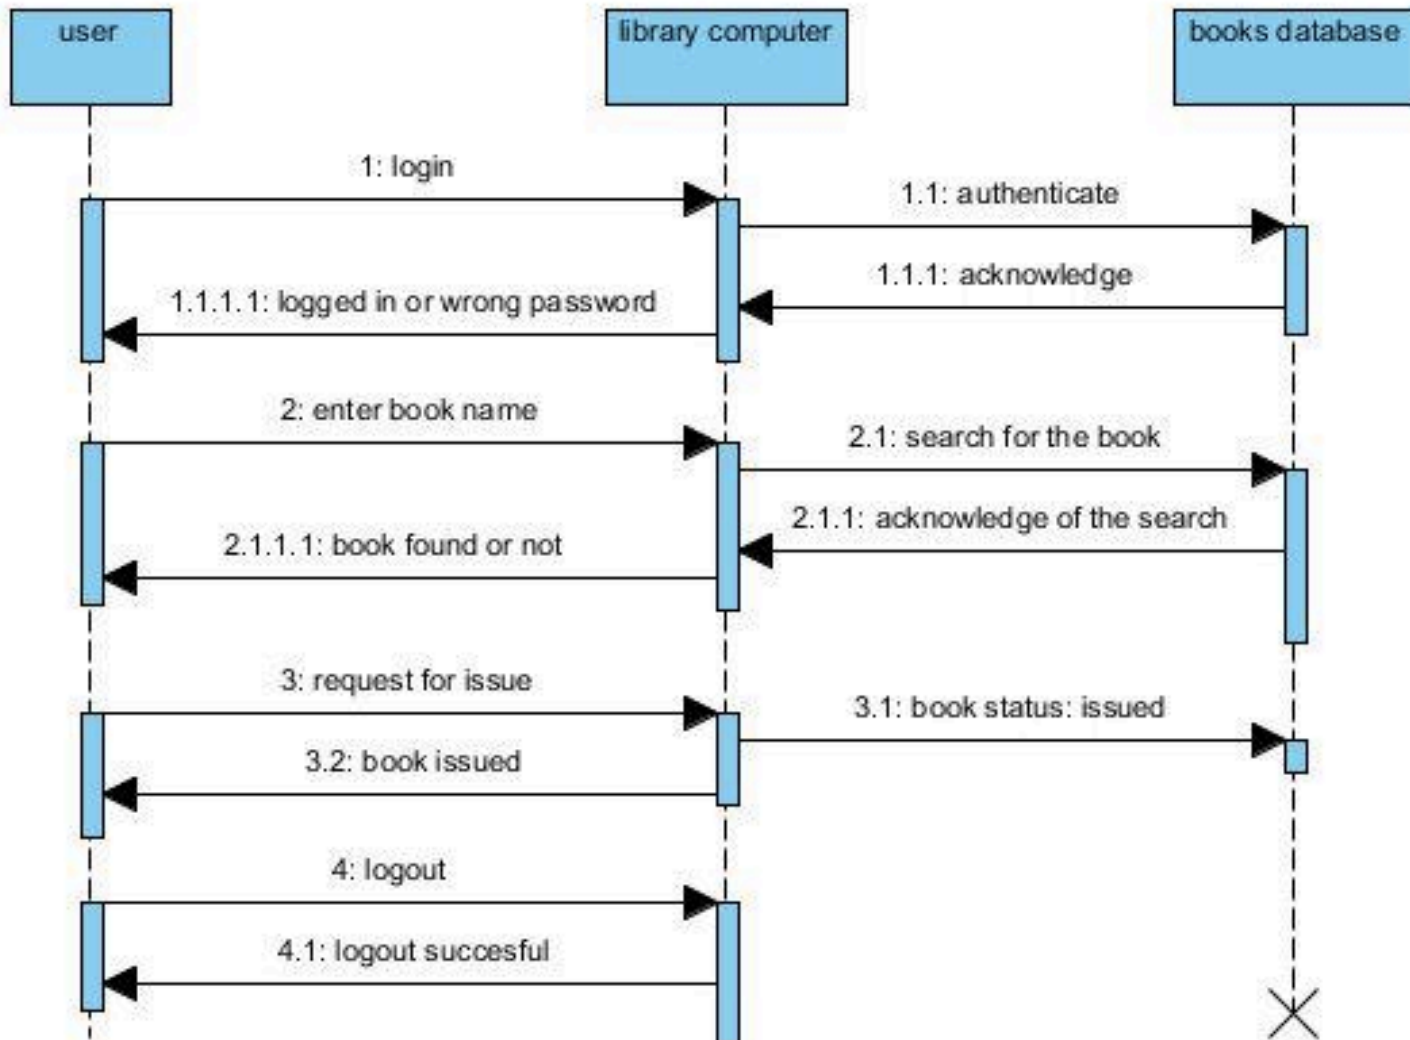 user
library computer
books database
1: login
1.1: authenticate
1.1.1: acknowledge
1.1.1.1: logged in or wrong password
2: enter book name
2.1: search for the book
2.1.1: acknowledge of the search
2.1.1.1: book found or not
3: request for issue
3.1: book status: issued
3.2: book issued
4: logout
4.1: logout succesful